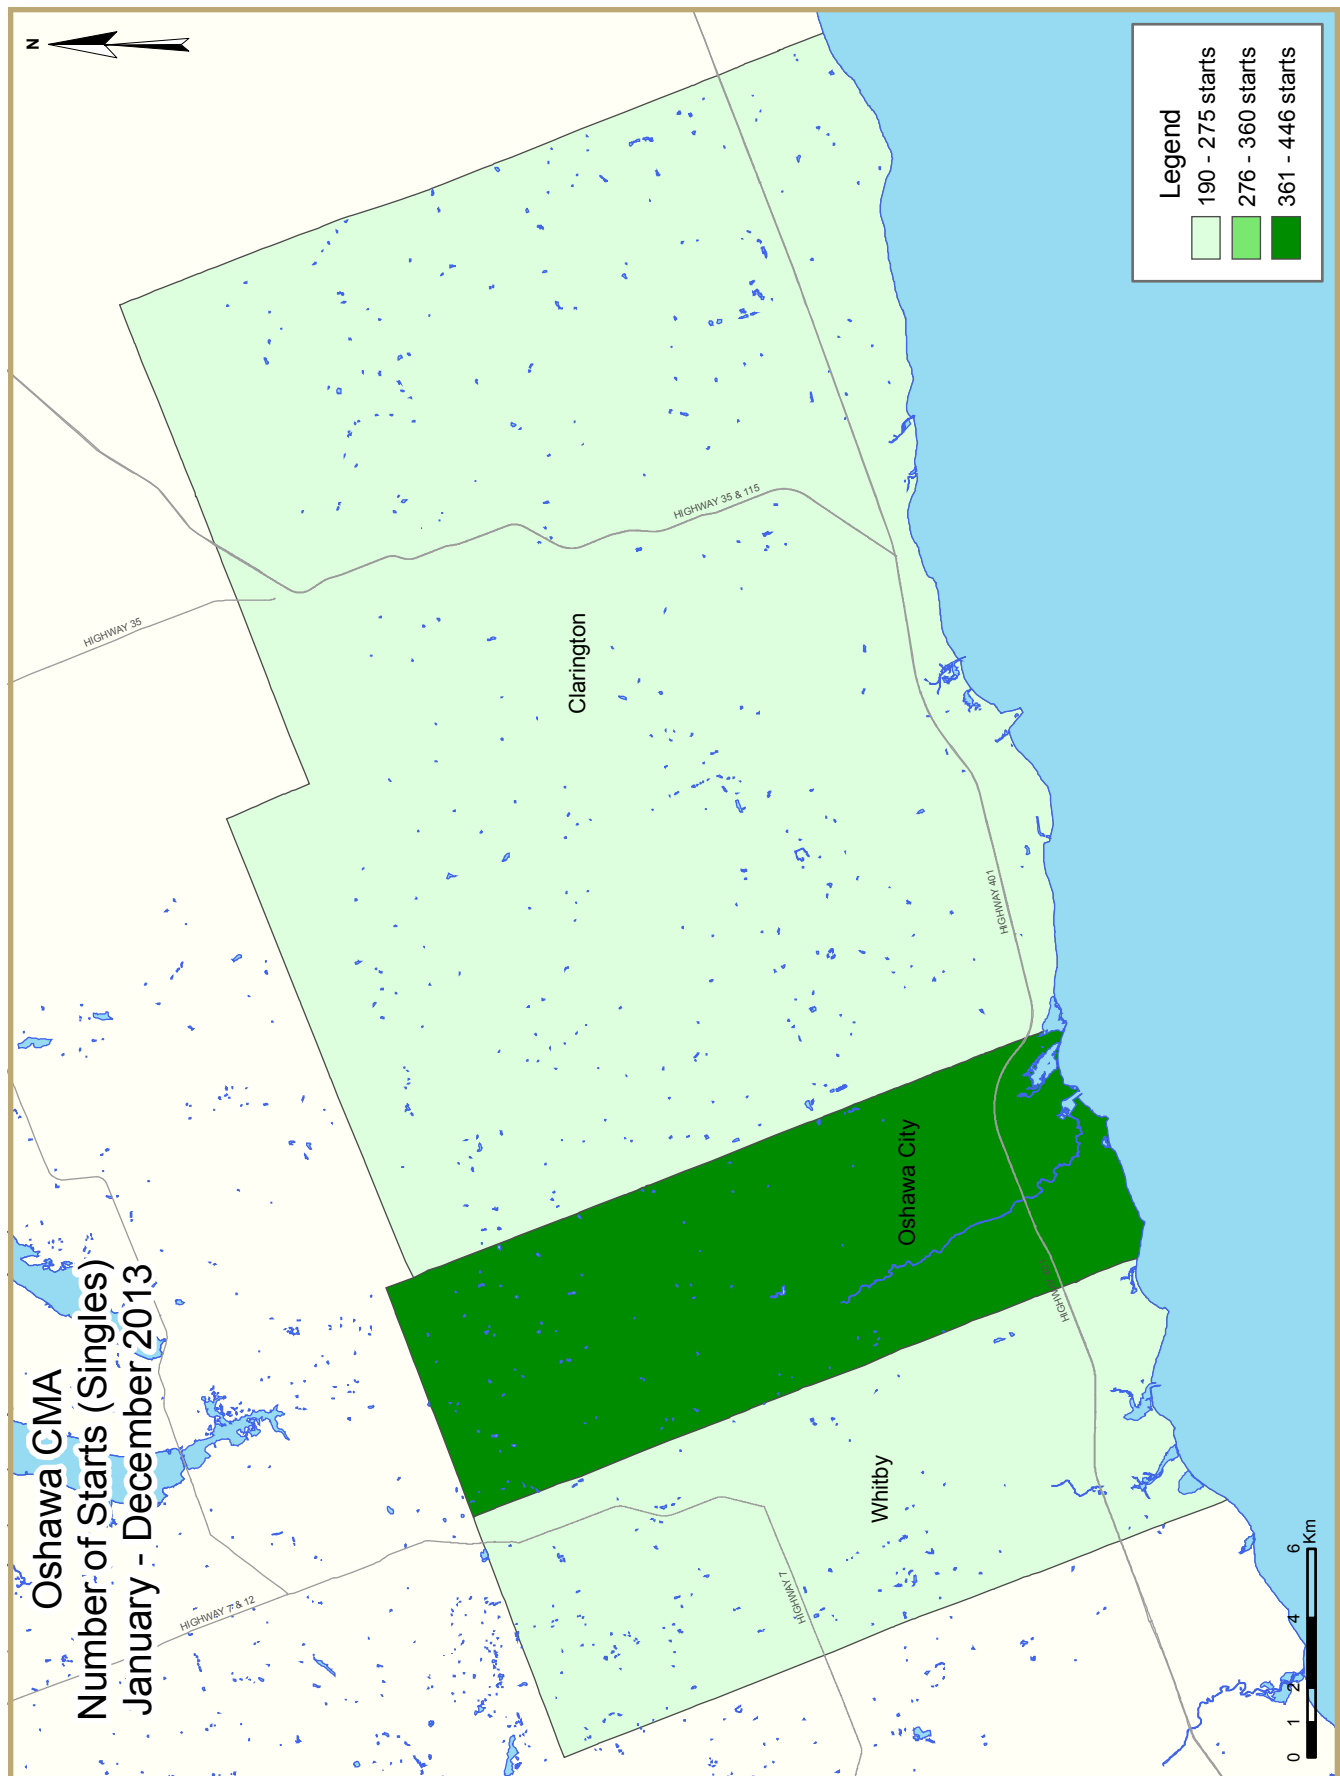 Oshawa CMA
Number of Starts (Singles)
January - December 2013
N
HIGHWAY 7 & 12
HIGHWAY 35
HIGHWAY 35 & 115
HIGHWAY 7
HIGHWAY 401
Whitby
Oshawa City
Clarington
0 1 2 4 6
Km
Legend
190 - 275 starts
276 - 360 starts
361 - 446 starts